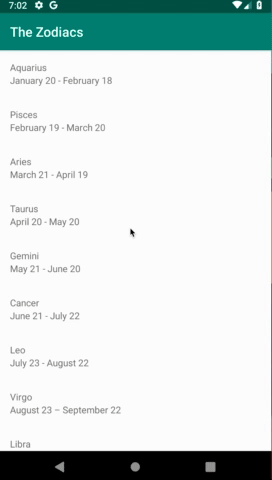 7:02
The Zodiacs
Aquarius
January 20 - February 18
Pisces
February 19 - March 20
Aries
March 21 - April 19
Taurus
April 20 - May 20
Gemini
May 21 - June 20
Cancer
June 21 - July 22
Leo
July 23 - August 22
Virgo
August 23 – September 22
Libra